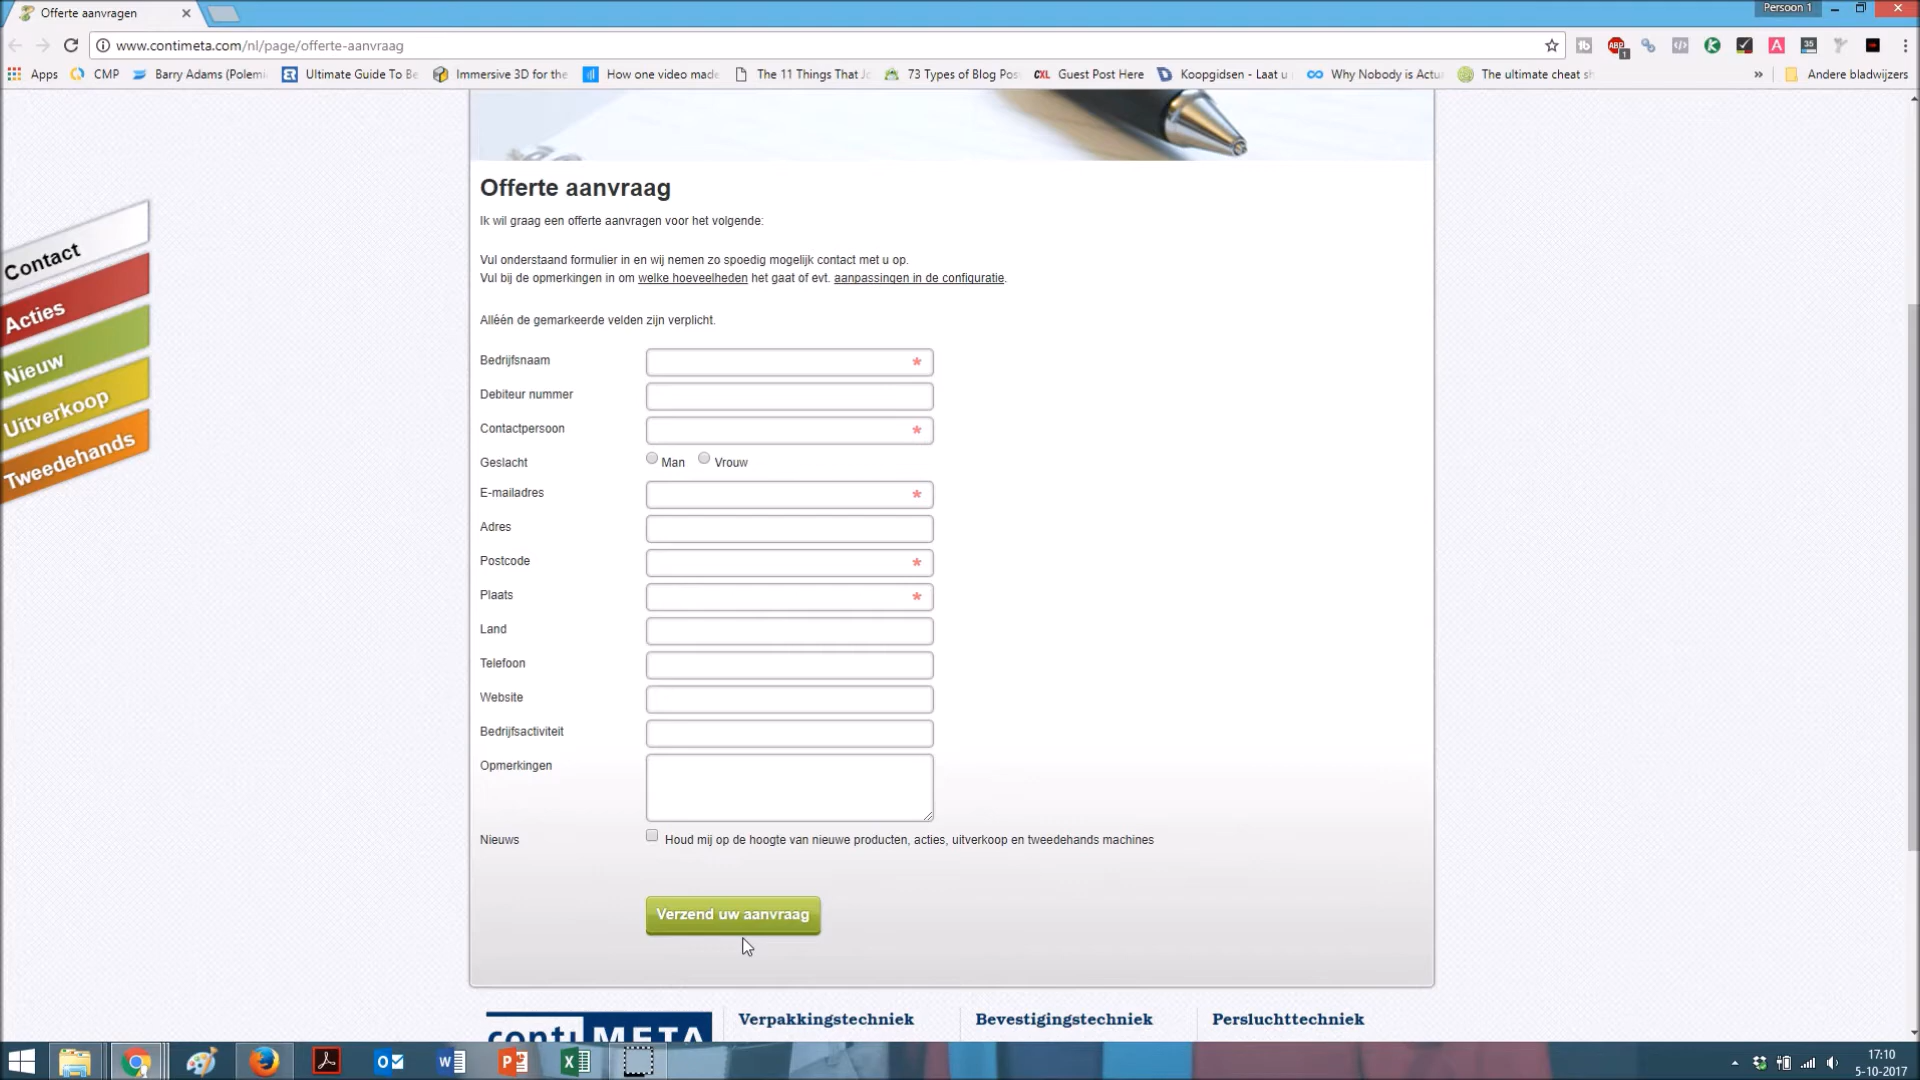 Offerte aanvragen
Persoon 1
www.contimeta.com/nl/page/offerte-aanvraag
ABP
1
35
Apps
CMP
Barry Adams (Polemi
Ultimate Guide To Be
Immersive 3D for the
How one video made
The 11 Things That Jo
73 Types of Blog Pos
CXL Guest Post Here
Koopgidsen - Laat u
Why Nobody is Actu
The ultimate cheat sh
»
Andere bladwijzers
Contact
Acties
Nieuw
Uitverkoop
Tweedehands
Offerte aanvraag
Ik wil graag een offerte aanvragen voor het volgende:
Vul onderstaand formulier in en wij nemen zo spoedig mogelijk contact met u op.
Vul bij de opmerkingen in om welke hoeveelheden het gaat of evt. aanpassingen in de configuratie.
Alléén de gemarkeerde velden zijn verplicht.
Bedrijfsnaam *
Debiteur nummer
Contactpersoon *
Geslacht Man Vrouw
E-mailadres *
Adres
Postcode *
Plaats *
Land
Telefoon
Website
Bedrijfsactiviteit
Opmerkingen
Nieuws Houd mij op de hoogte van nieuwe producten, acties, uitverkoop en tweedehands machines
Verzend uw aanvraag
conti META
Verpakkingstechniek
Bevestigingstechniek
Persluchttechniek
17:10
5-10-2017